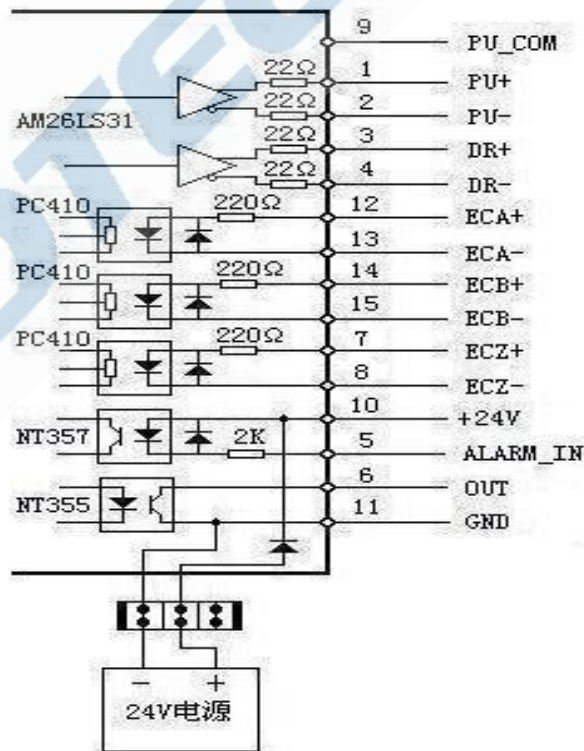 9 PU_COM
22Ω 1 PU+
22Ω 2 PU-
AM26LS31
22Ω 3 DR+
22Ω 4 DR-
PC410 220Ω 12 ECA+
13 ECA-
PC410 220Ω 14 ECB+
15 ECB-
PC410 220Ω 7 ECZ+
8 ECZ-
10 +24V
NT357 2K 5 ALARM_IN
6 OUT
NT355 11 GND
- +
24V电源